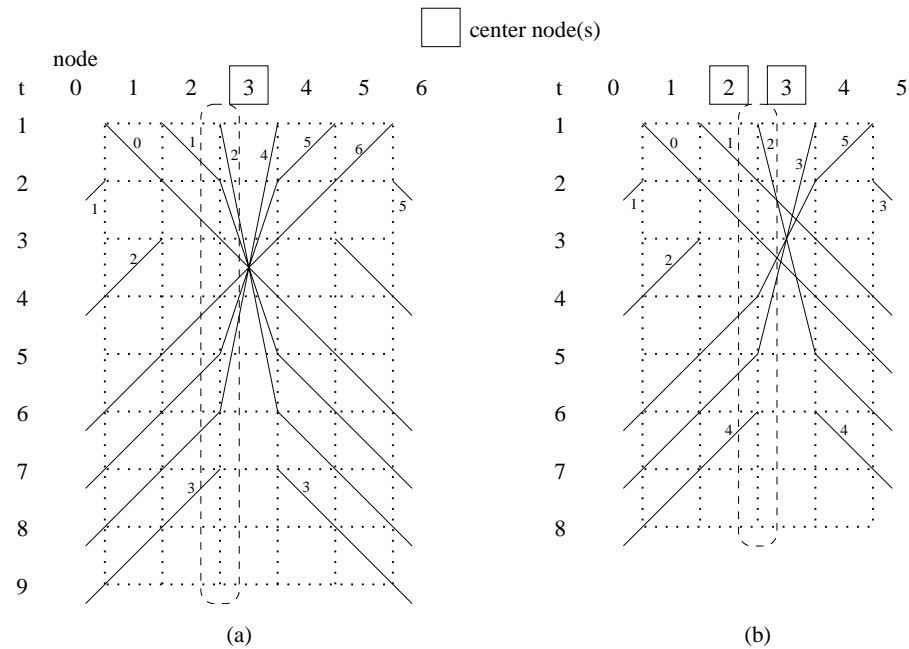 center node(s)
node
t 0 1 2 3 4 5 6
0 1 2 3 4 5
1 0 1 2 4 5 6
1 0 1 2 3 5
2 1 5
2 1 3
3 2
3 2
4
4
5
5
6
6 4 4
7 3 3
7
8
8
9
(a) (b)